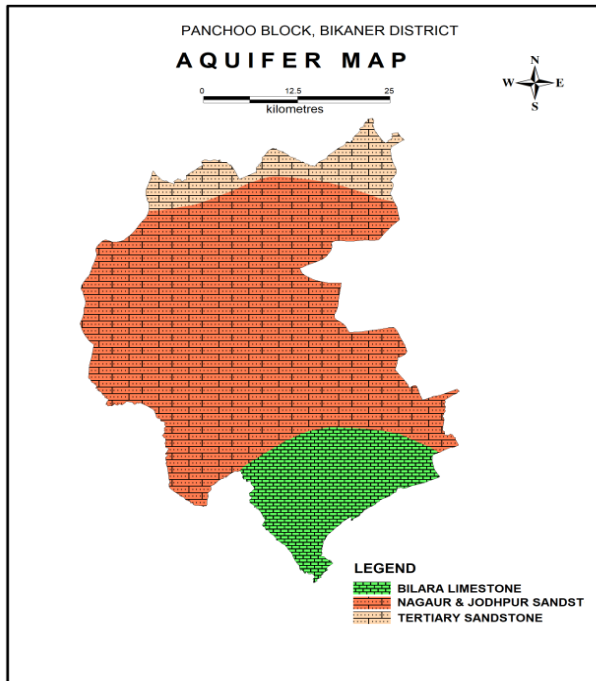 PANCHOO BLOCK, BIKANER DISTRICT
AQUIFER MAP
N
W E
S
0 12.5 25
kilometres
LEGEND
BILARA LIMESTONE
NAGAUR & JODHPUR SANDST
TERTIARY SANDSTONE